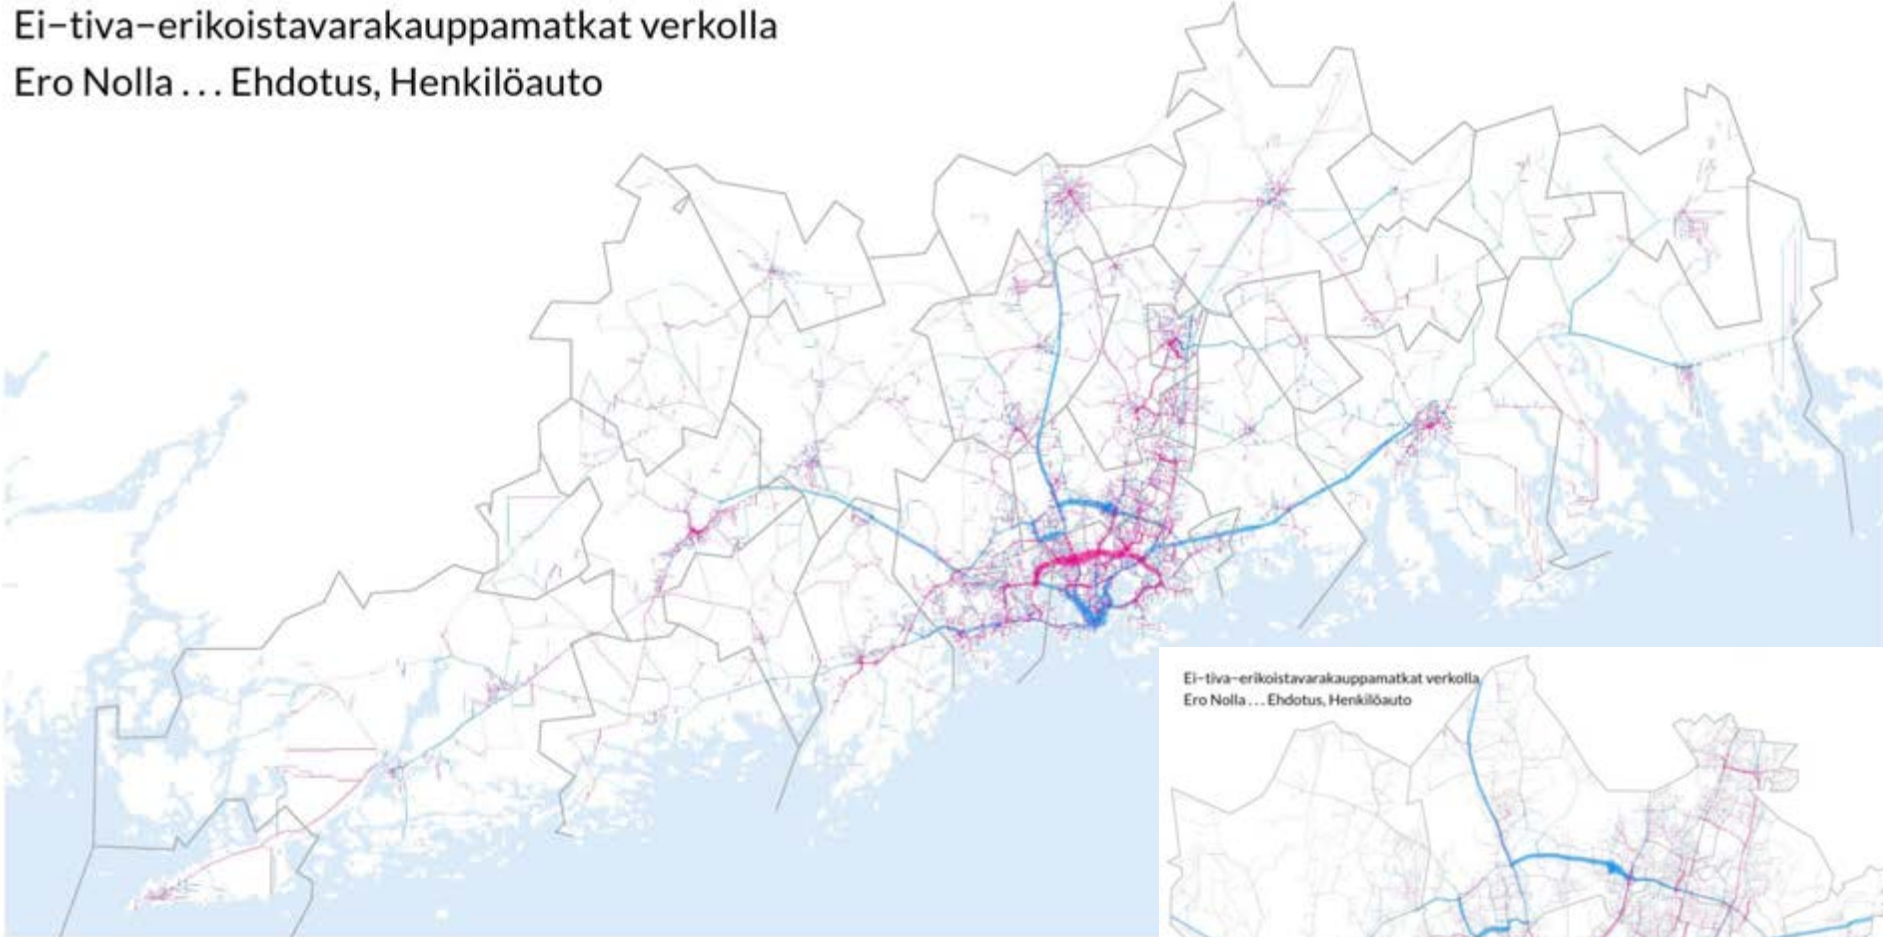 Ei–tiva–erikoistavarakauppamatkat verkolla
Ero Nolla ... Ehdotus, Henkilöauto
Ei–tiva–erikoistavarakauppamatkat verkolla
Ero Nolla ... Ehdotus, Henkilöauto